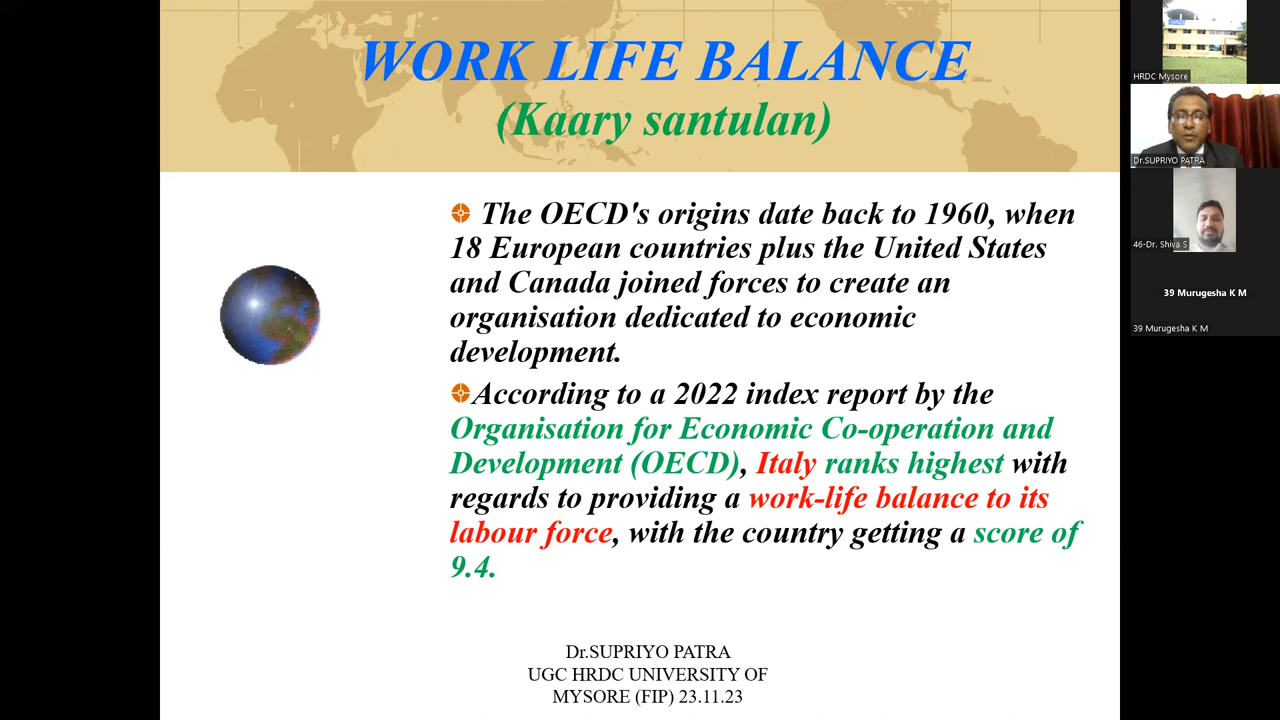 WORK LIFE BALANCE
(Kaary santulan)
The OECD's origins date back to 1960, when
18 European countries plus the United States
and Canada joined forces to create an
organisation dedicated to economic
development.
According to a 2022 index report by the
Organisation for Economic Co-operation and
Development (OECD), Italy ranks highest with
regards to providing a work-life balance to its
labour force, with the country getting a score of
9.4.
Dr.SUPRIYO PATRA
UGC HRDC UNIVERSITY OF
MYSORE (FIP) 23.11.23
HRDC Mysore
Dr.SUPRIYO PATRA
46-Dr. Shiva S
39 Murugesha K M
39 Murugesha K M